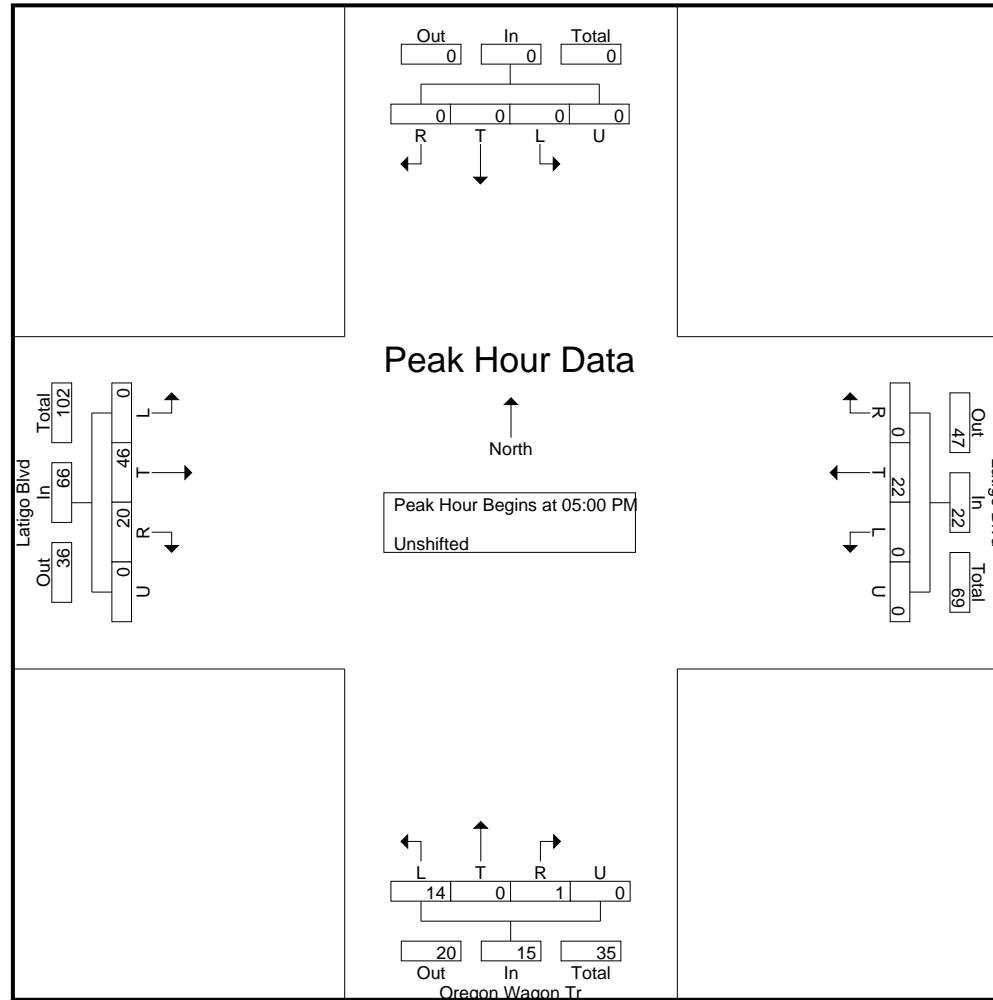 Out In Total
0 0 0
0 0 0 0
R T L U
Peak Hour Data
North
Peak Hour Begins at 05:00 PM
Unshifted
Latigo Blvd
Total In Out
102 66 36
0 46 20 0
L T R U
R T L U
0 22 0 0
Out In Total
47 22 69
L T R U
14 0 1 0
20 15 35
Out In Total
Oregon Wagon Tr